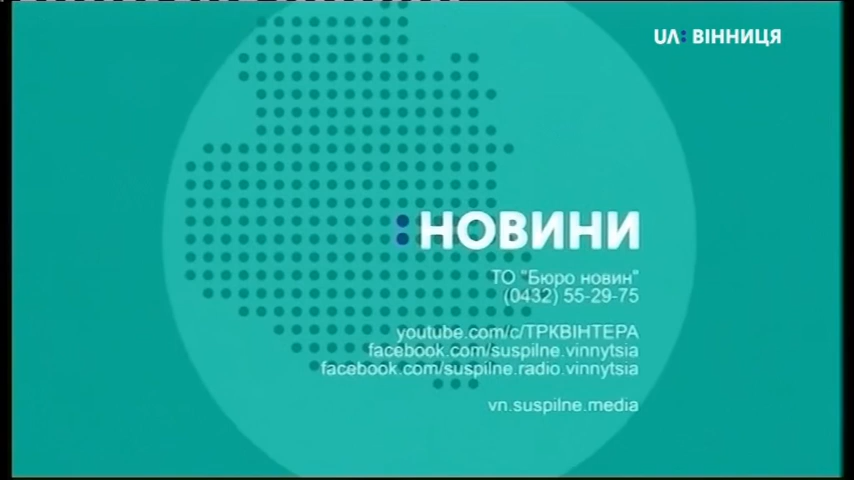 UA: ВІННИЦЯ
:НОВИНИ
ТО "Бюро новин"
(0432) 55-29-75
youtube.com/c/ТРКВІНТЕРА
facebook.com/suspilne.vinnytsia
facebook.com/suspilne.radio.vinnytsia
vn.suspilne.media